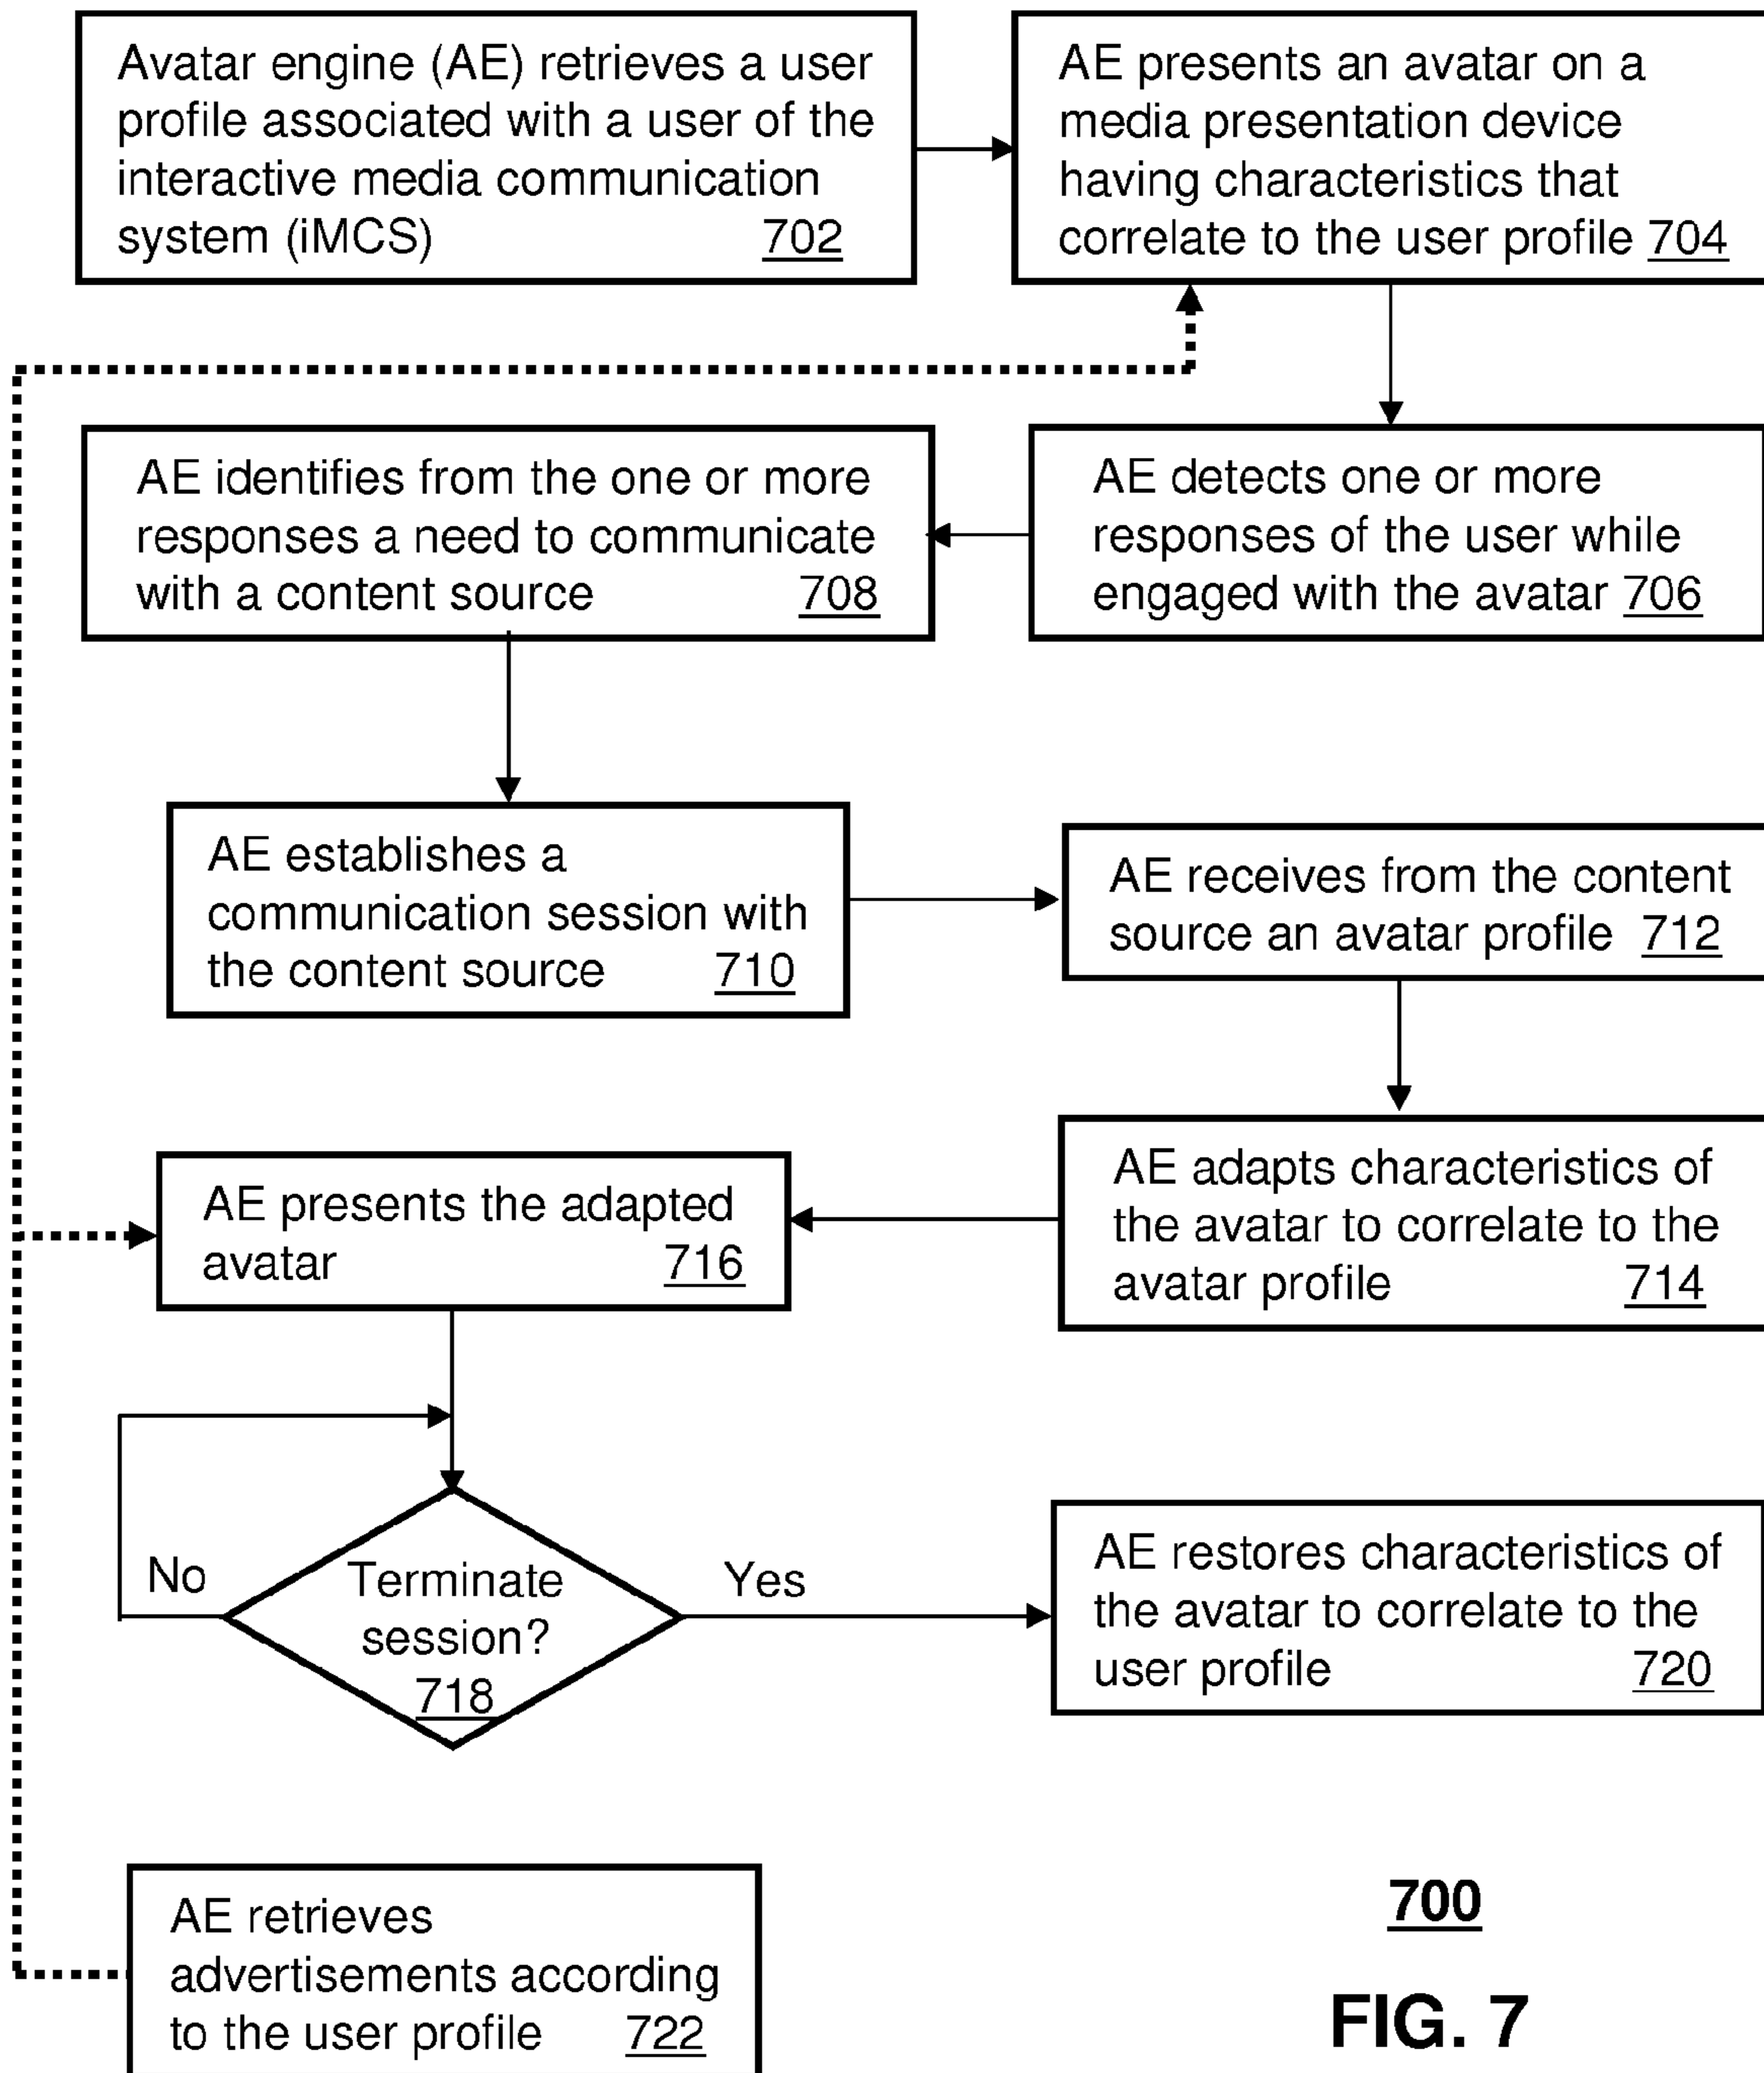 Avatar engine (AE) retrieves a user
profile associated with a user of the
interactive media communication
system (iMCS) 702
AE presents an avatar on a
media presentation device
having characteristics that
correlate to the user profile 704
AE detects one or more
responses of the user while
engaged with the avatar 706
AE identifies from the one or more
responses a need to communicate
with a content source 708
AE establishes a
communication session with
the content source 710
AE receives from the content
source an avatar profile 712
AE adapts characteristics of
the avatar to correlate to the
avatar profile 714
AE presents the adapted
avatar 716
Terminate
session?
718
No
Yes
AE restores characteristics of
the avatar to correlate to the
user profile 720
AE retrieves
advertisements according
to the user profile 722
700
FIG. 7